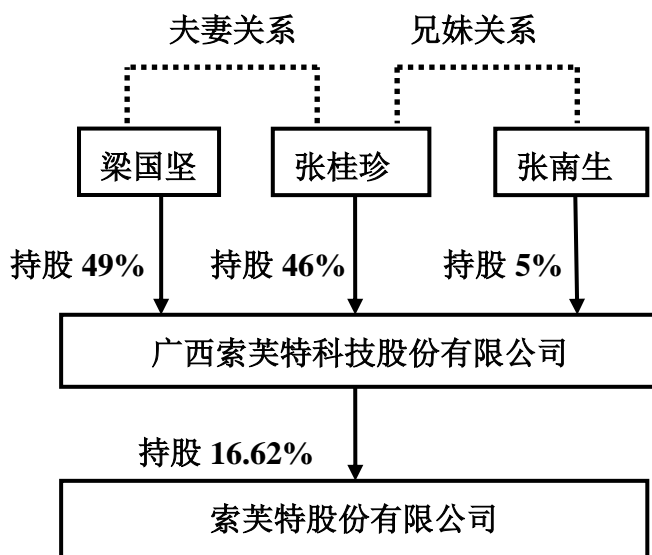 夫妻关系 兄妹关系
梁国坚 张桂珍 张南生
持股 49% 持股 46% 持股 5%
广西索芙特科技股份有限公司
持股 16.62%
索芙特股份有限公司